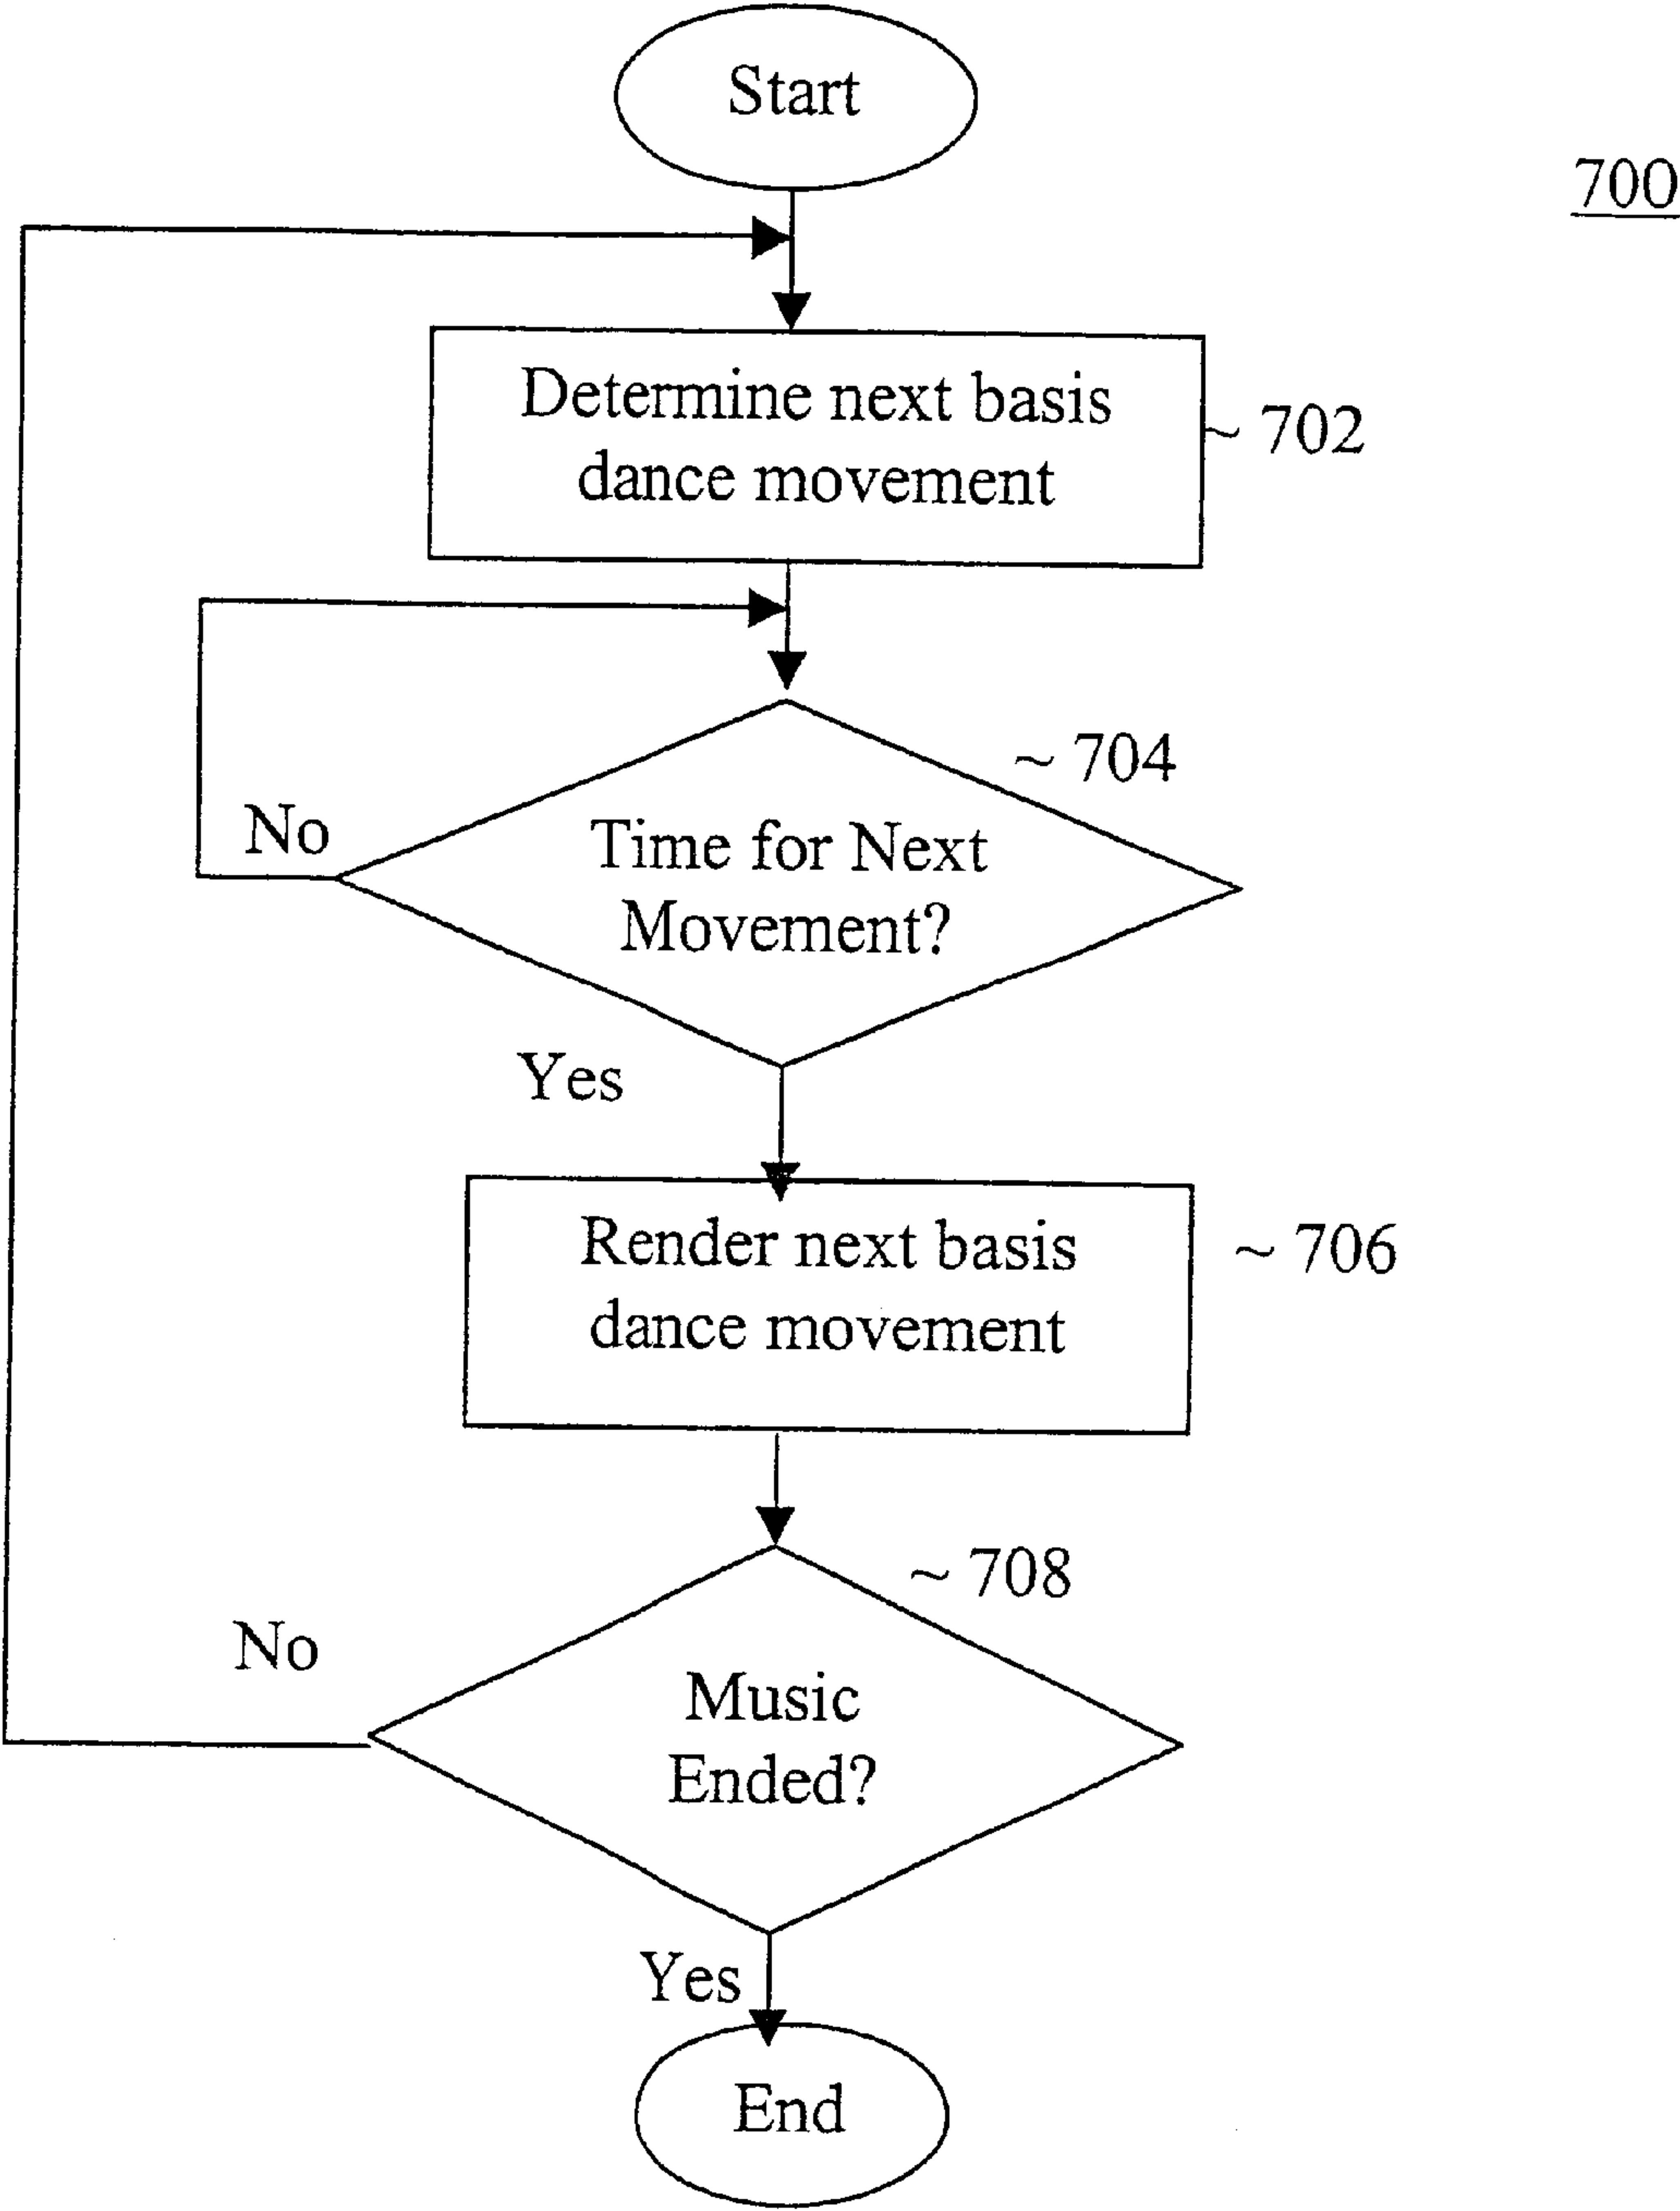 Start
700
Determine next basis
dance movement
~ 702
~ 704
No
Time for Next
Movement?
Yes
Render next basis
dance movement
~ 706
~ 708
No
Music
Ended?
Yes
End